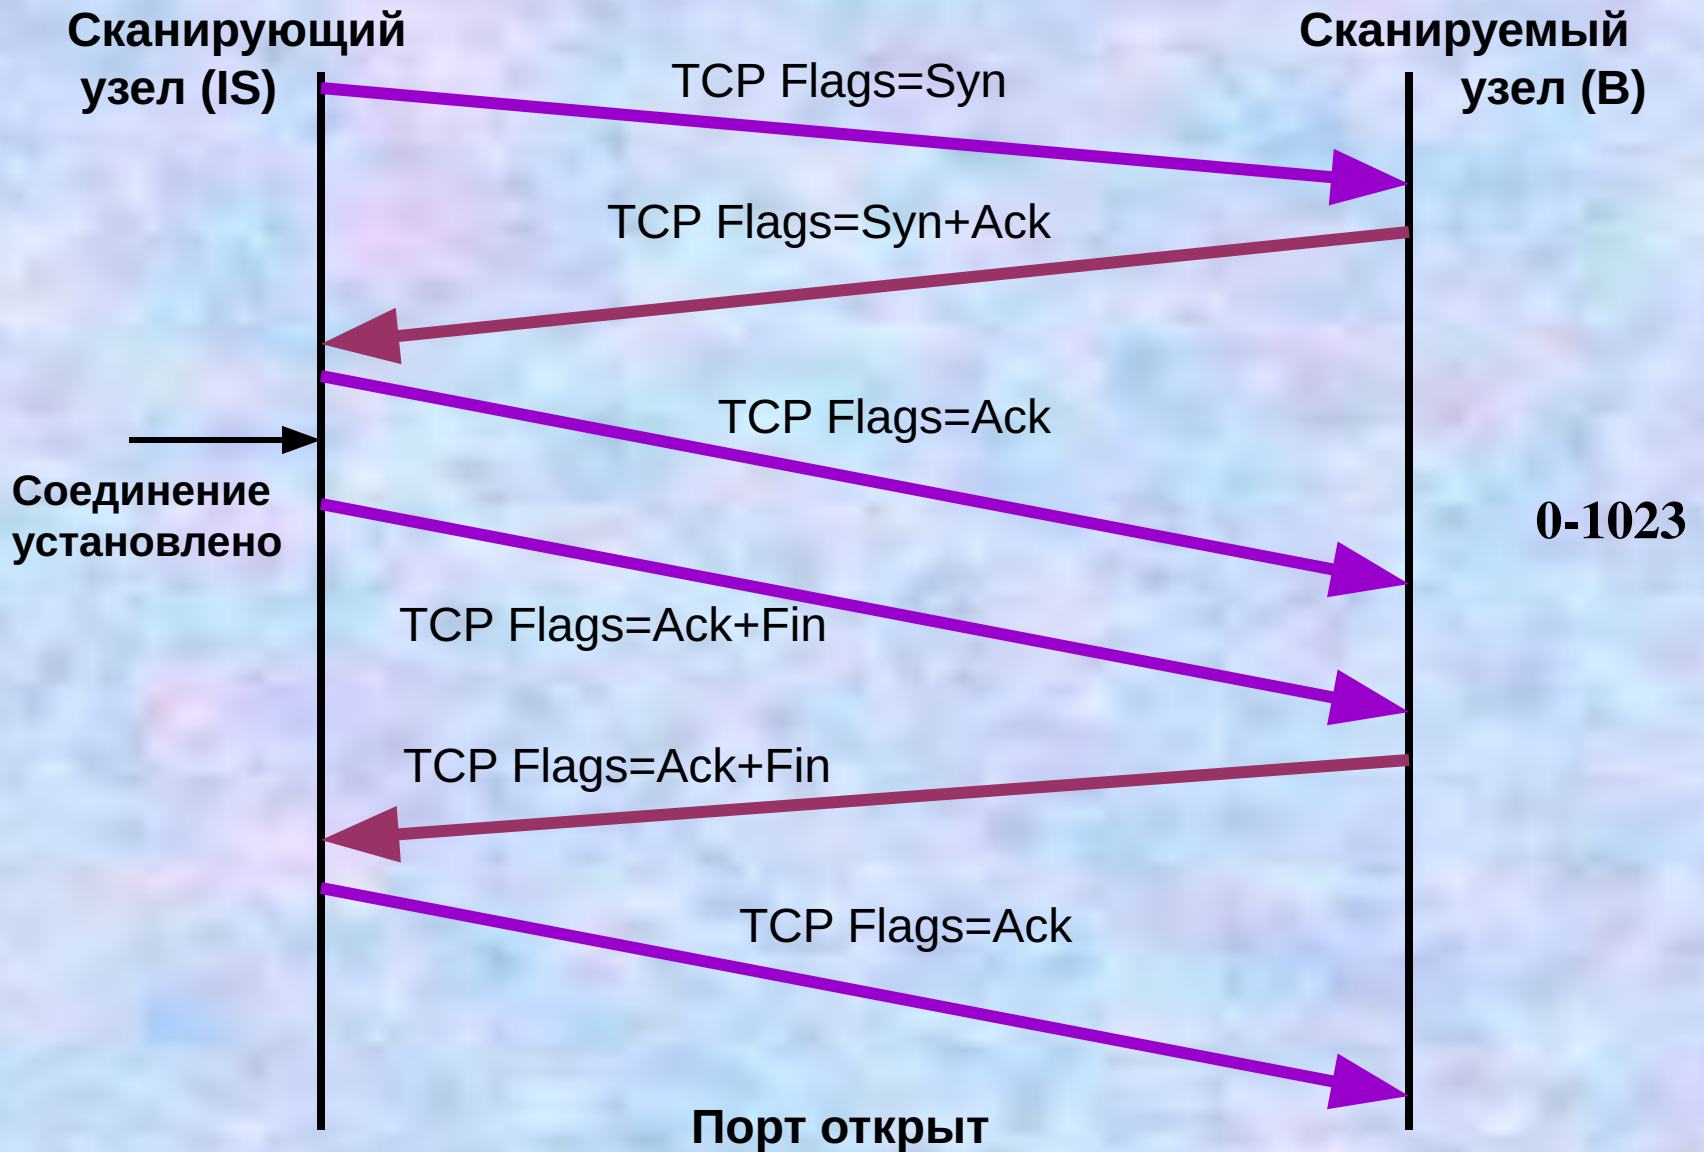 Сканирующий
узел (IS)
Сканируемый
узел (B)
TCP Flags=Syn
TCP Flags=Syn+Ack
TCP Flags=Ack
Соединение
установлено
0-1023
TCP Flags=Ack+Fin
TCP Flags=Ack+Fin
TCP Flags=Ack
Порт открыт